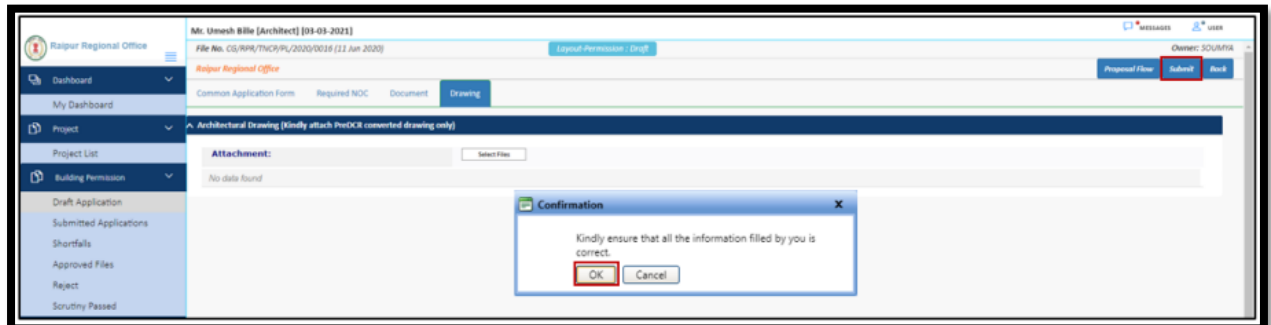 Raipur Regional Office
Dashboard
My Dashboard
Project
Project List
Building Permission
Draft Application
Submitted Applications
Shortfalls
Approved Files
Reject
Scrutiny Passed
Mr. Umesh Bille [Architect] [03-03-2021]
MESSAGES USER
File No. CG/RPR/TNCP/PL/2020/0016 (11 Jun 2020) Layout-Permission : Draft Owner: SOUMYA
Raipur Regional Office Proposal Flow Submit Back
Common Application Form Required NOC Document Drawing
Architectural Drawing (Kindly attach PreDCR converted drawing only)
Attachment: Select Files
No data found
Confirmation X
Kindly ensure that all the information filled by you is
correct.
OK Cancel